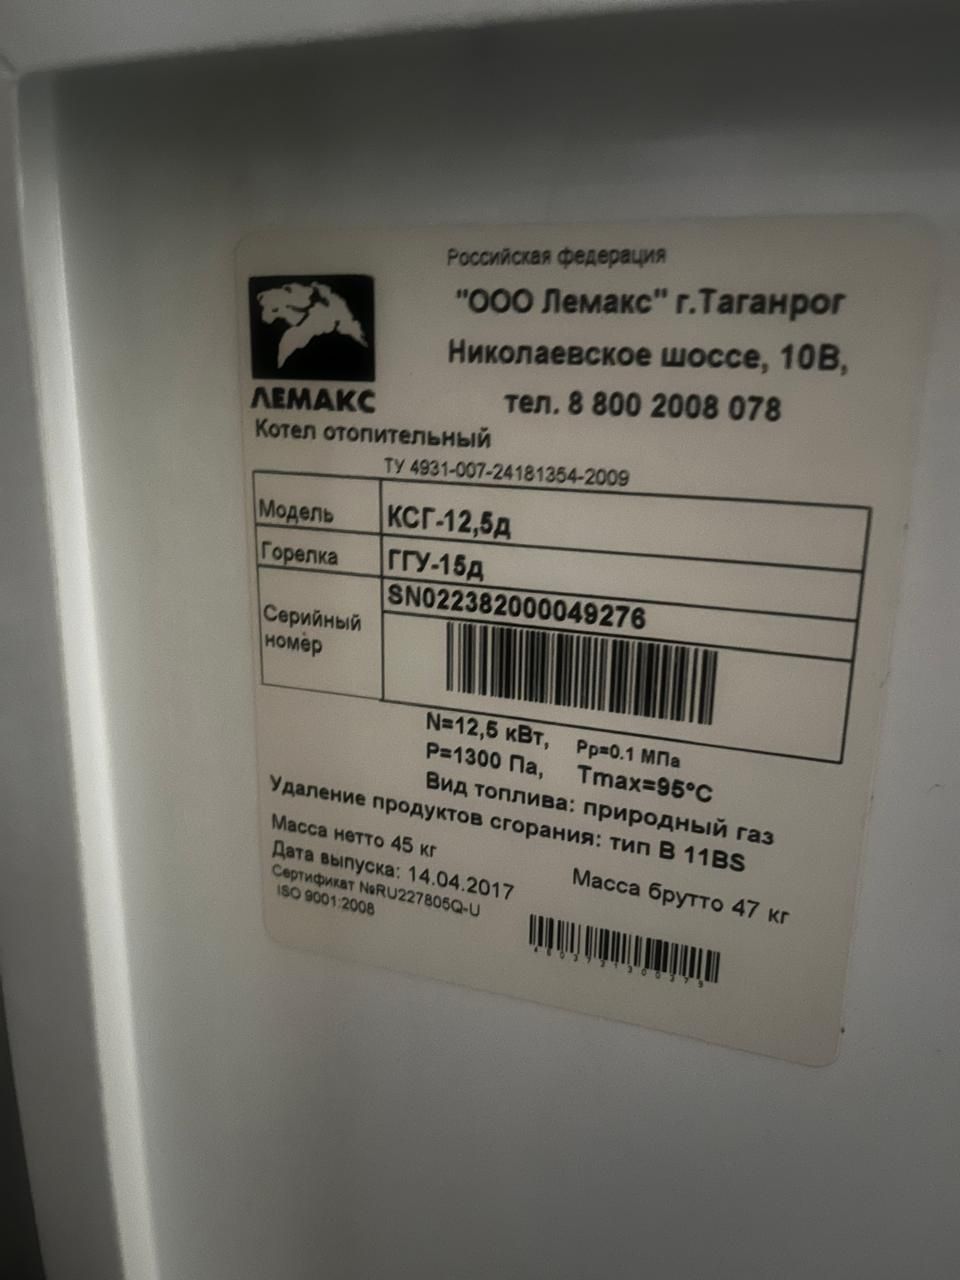 Российская федерация
"ООО Лемакс" г.Таганрог
Николаевское шоссе, 10В,
тел. 8 800 2008 078
ЛЕМАКС
Котел отопительный
ТУ 4931-007-24181354-2009
Модель КСГ-12,5д
Горелка ГГУ-15д
Серийный номер SN022382000049276
N=12,5 кВт, Pp=0.1 МПа
P=1300 Па, Tmax=95°C
Вид топлива: природный газ
Удаление продуктов сгорания: тип В 11BS
Масса нетто 45 кг Масса брутто 47 кг
Дата выпуска: 14.04.2017
Сертификат №RU227805Q-U
ISO 9001:2008